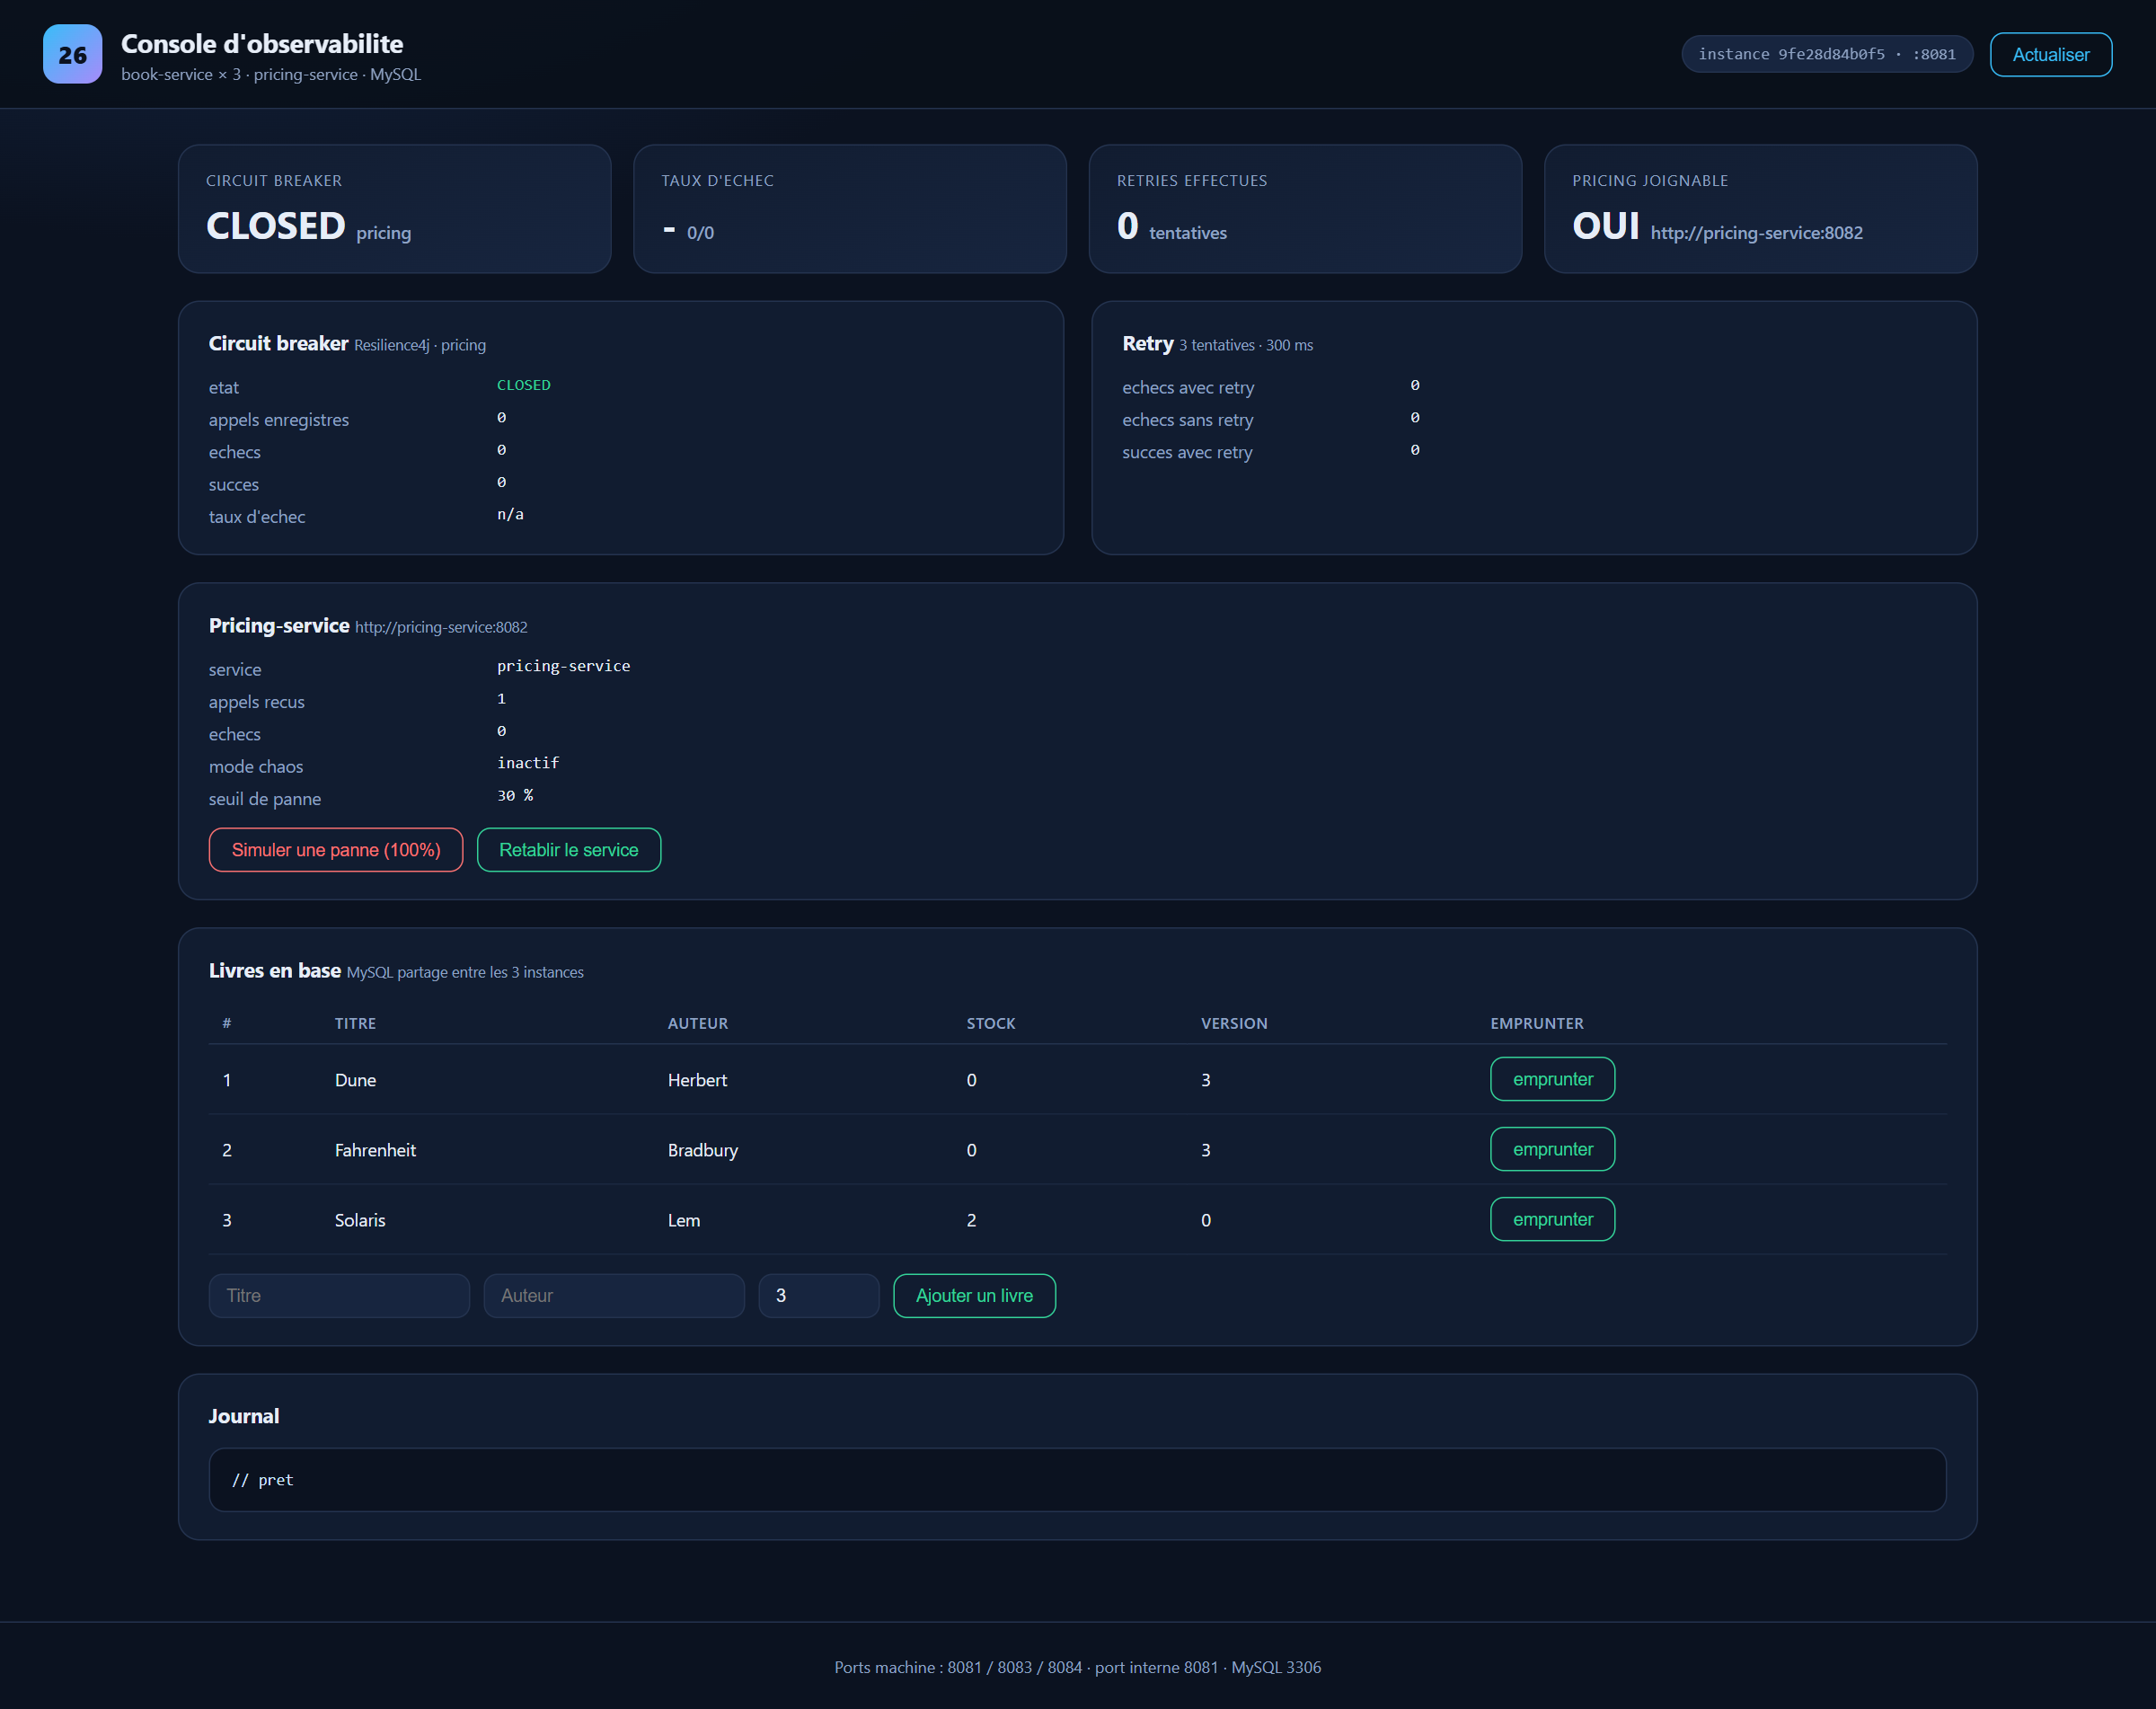 26
Console d'observabilite
book-service × 3 · pricing-service · MySQL
instance 9fe28d84b0f5 · :8081
Actualiser
CIRCUIT BREAKER
CLOSED pricing
TAUX D'ECHEC
- 0/0
RETRIES EFFECTUES
0 tentatives
PRICING JOIGNABLE
OUI http://pricing-service:8082
Circuit breaker Resilience4j · pricing
etat CLOSED
appels enregistres 0
echecs 0
succes 0
taux d'echec n/a
Retry 3 tentatives · 300 ms
echecs avec retry 0
echecs sans retry 0
succes avec retry 0
Pricing-service http://pricing-service:8082
service pricing-service
appels recus 1
echecs 0
mode chaos inactif
seuil de panne 30 %
Simuler une panne (100%) Retablir le service
Livres en base MySQL partage entre les 3 instances
# TITRE AUTEUR STOCK VERSION EMPRUNTER
1 Dune Herbert 0 3 emprunter
2 Fahrenheit Bradbury 0 3 emprunter
3 Solaris Lem 2 0 emprunter
Titre Auteur 3 Ajouter un livre
Journal
// pret
Ports machine : 8081 / 8083 / 8084 · port interne 8081 · MySQL 3306